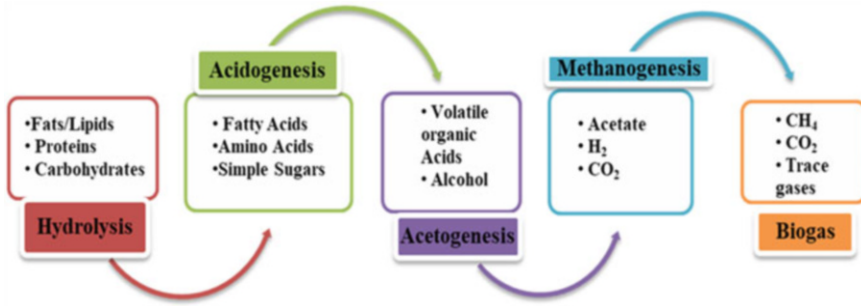 •Fats/Lipids
• Proteins
• Carbohydrates
Hydrolysis
Acidogenesis
• Fatty Acids
•Amino Acids
•Simple Sugars
• Volatile
organic
Acids
• Alcohol
Acetogenesis
Methanogenesis
• Acetate
• H₂
• CO₂
• CH₄
• CO₂
• Trace
gases
Biogas